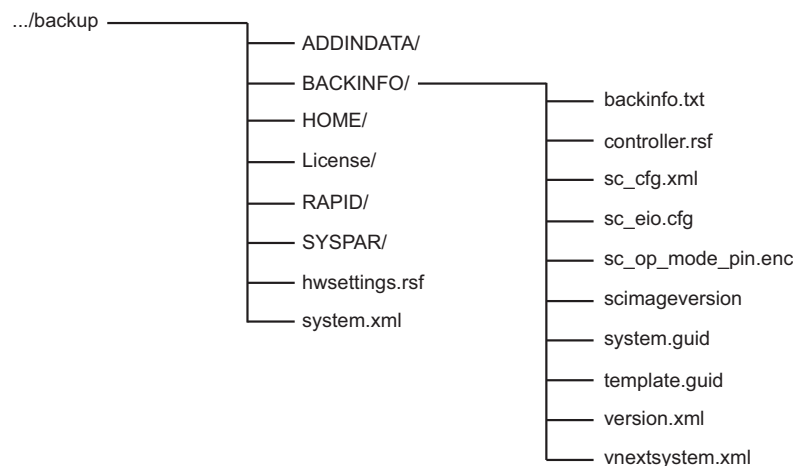 .../backup
ADDINDATA/
BACKINFO/
HOME/
License/
RAPID/
SYSPAR/
hwsettings.rsf
system.xml
backinfo.txt
controller.rsf
sc_cfg.xml
sc_eio.cfg
sc_op_mode_pin.enc
scimageversion
system.guid
template.guid
version.xml
vnextsystem.xml